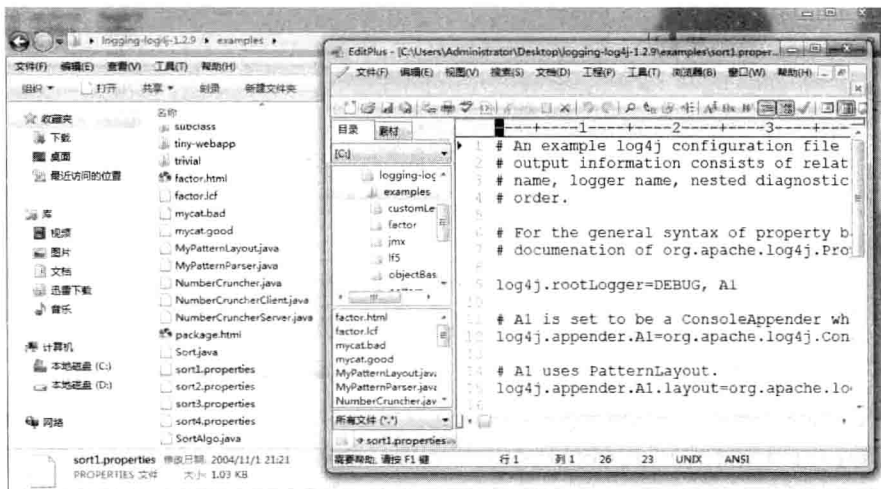 logging-log4j-1.2.9 ▸ examples ▸
文件(F) 编辑(E) 查看(V) 工具(T) 帮助(H)
组织 打开 共享 刻录 新建文件夹
收藏夹
下载
桌面
最近访问的位置
库
视频
图片
文档
迅雷下载
音乐
计算机
本地磁盘 (C:)
本地磁盘 (D:)
网络
名称
subclass
tiny-webapp
trivial
factor.html
factor.lcf
mycat.bad
mycat.good
MyPatternLayout.java
MyPatternParser.java
NumberCruncher.java
NumberCruncherClient.java
NumberCruncherServer.java
package.html
Sort.java
sort1.properties
sort2.properties
sort3.properties
sort4.properties
SortAlgo.java
sort1.properties 修改日期: 2004/11/1 21:21
PROPERTIES 文件 大小: 1.03 KB
EditPlus - [C:\Users\Administrator\Desktop\logging-log4j-1.2.9\examples\sort1.proper...
文件(F) 编辑(E) 视图(V) 搜索(S) 文档(D) 工程(P) 工具(T) 浏览器(B) 窗口(W) 帮助(H)
目录 素材
[C:]
logging-log
examples
customLe
factor
jmx
lf5
objectBas
factor.html
factor.lcf
mycat.bad
mycat.good
MyPatternLayout.java
MyPatternParser.java
NumberCruncher.jav
所有文件 (*.*)
----+----1----+----2----+----3----+----
1 # An example log4j configuration file
2 # output information consists of relat
3 # name, logger name, nested diagnostic
4 # order.
# For the general syntax of property b
# documenation of org.apache.log4j.Pro
log4j.rootLogger=DEBUG, A1
# A1 is set to be a ConsoleAppender wh
log4j.appender.A1=org.apache.log4j.Con
# A1 uses PatternLayout.
log4j.appender.A1.layout=org.apache.lo
sort1.properties
需要帮助, 请按 F1 键 行 1 列 1 26 23 UNIX ANSI